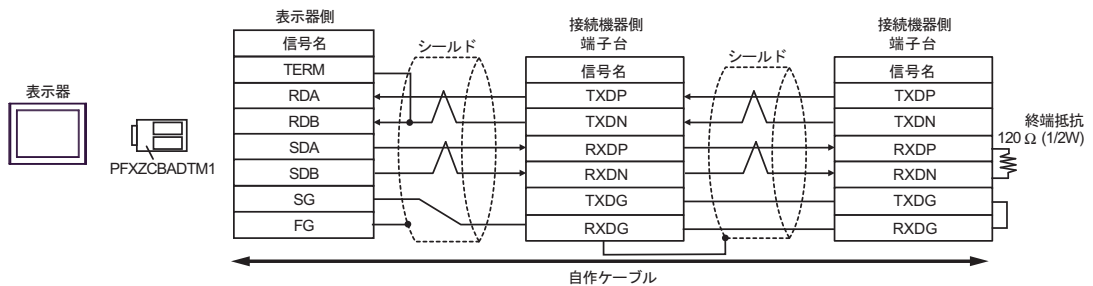 表示器
PFXZCBADTM1
表示器側
信号名
TERM
RDA
RDB
SDA
SDB
SG
FG
シールド
接続機器側
端子台
信号名
TXDP
TXDN
RXDP
RXDN
TXDG
RXDG
シールド
接続機器側
端子台
信号名
TXDP
TXDN
RXDP
RXDN
TXDG
RXDG
終端抵抗
120 Ω (1/2W)
自作ケーブル